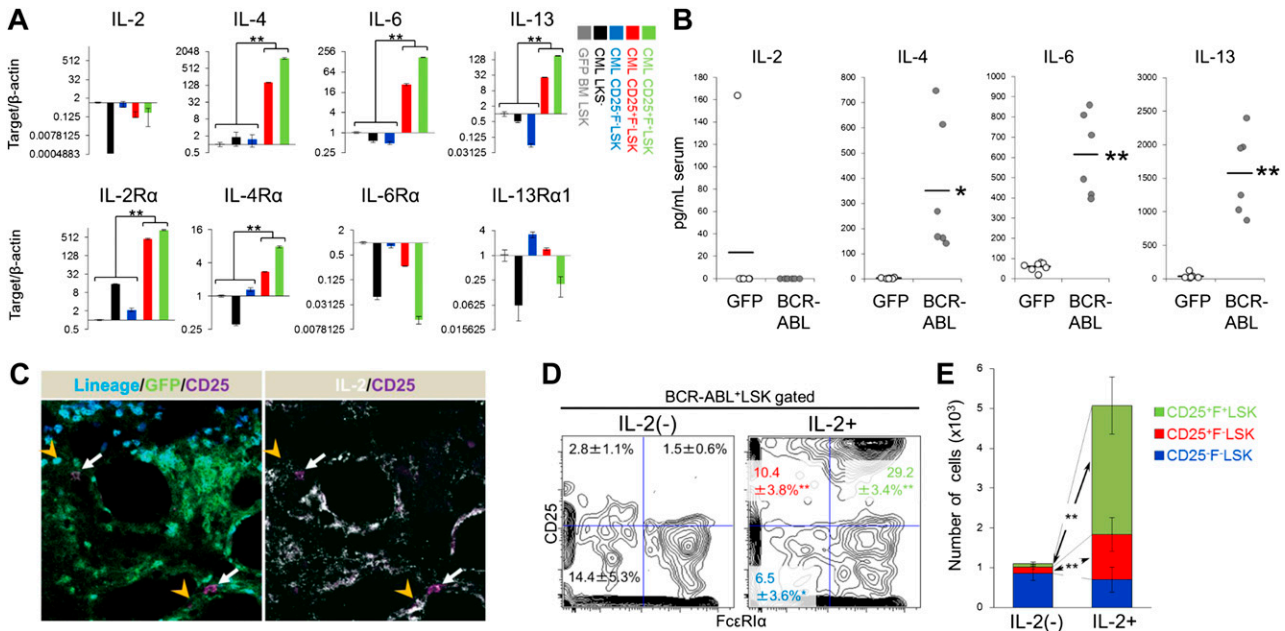 A
IL-2
IL-4
IL-6
IL-13
Target/β-actin
512
32
2
0.0078125
0.0004883
2048
512
128
32
8
2
0.5
**
256
64
16
4
1
0.25
**
128
32
8
2
0.5
0.03125
**
GFP BM LSK
CML LKS-
CML CD25-F-LSK
CML CD25+F-LSK
CML CD25+F+LSK
IL-2Rα
IL-4Rα
IL-6Rα
IL-13Rα1
Target/β-actin
512
128
32
8
2
0.5
**
16
4
1
0.25
**
2
0.5
0.125
0.03125
0.0078125
4
1
0.25
0.0625
0.015625
B
IL-2
IL-4
IL-6
IL-13
pg/mL serum
180
160
140
120
100
80
60
40
20
0
GFP
BCR-
ABL
800
700
600
500
400
300
200
100
0
*
GFP
BCR-
ABL
1000
900
800
700
600
500
400
300
200
100
0
**
GFP
BCR-
ABL
3000
2500
2000
1500
1000
500
0
**
GFP
BCR-
ABL
C
Lineage/GFP/CD25
IL-2/CD25
D
BCR-ABL+LSK gated
IL-2(-)
IL-2+
2.8±1.1%
1.5±0.6%
14.4±5.3%
10.4
±3.8%**
29.2
±3.4%**
6.5
±3.6%*
CD25
FcεRIα
E
Number of cells (x10³)
6
5
4
3
2
1
0
**
**
IL-2(-)
IL-2+
CD25+F+LSK
CD25+F-LSK
CD25-F-LSK